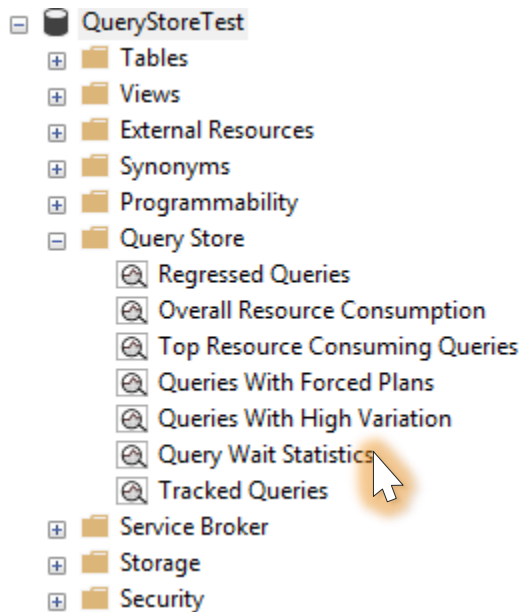 QueryStoreTest
Tables
Views
External Resources
Synonyms
Programmability
Query Store
Regressed Queries
Overall Resource Consumption
Top Resource Consuming Queries
Queries With Forced Plans
Queries With High Variation
Query Wait Statistics
Tracked Queries
Service Broker
Storage
Security